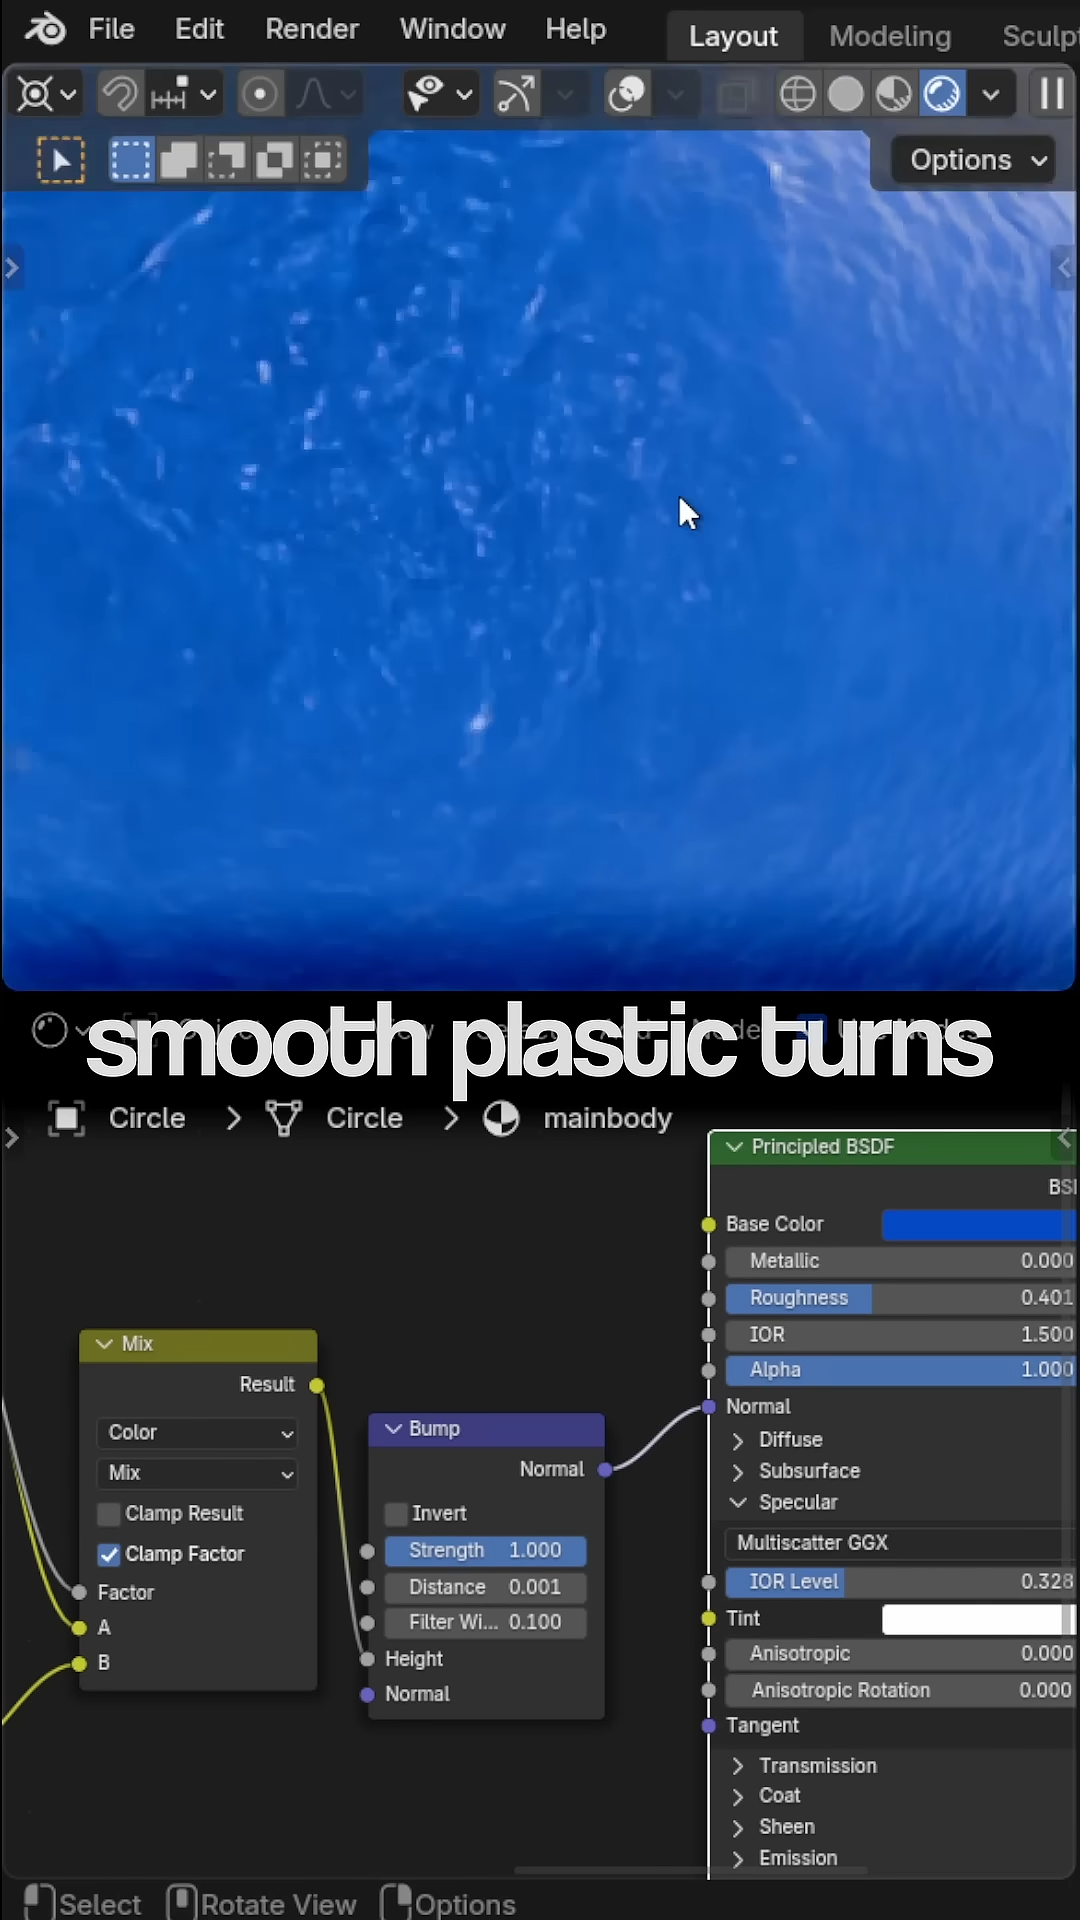 File Edit Render Window Help Layout Modeling Sculpt
Options
smooth plastic turns
Circle Circle mainbody
Principled BSDF
BSI
Base Color
Metallic 0.000
Roughness 0.401
IOR 1.500
Alpha 1.000
Normal
Diffuse
Subsurface
Specular
Multiscatter GGX
IOR Level 0.328
Tint
Anisotropic 0.000
Anisotropic Rotation 0.000
Tangent
Transmission
Coat
Sheen
Emission
Mix
Result
Color
Mix
Clamp Result
Clamp Factor
Factor
A
B
Bump
Normal
Invert
Strength 1.000
Distance 0.001
Filter Wi... 0.100
Height
Normal
Select Rotate View Options